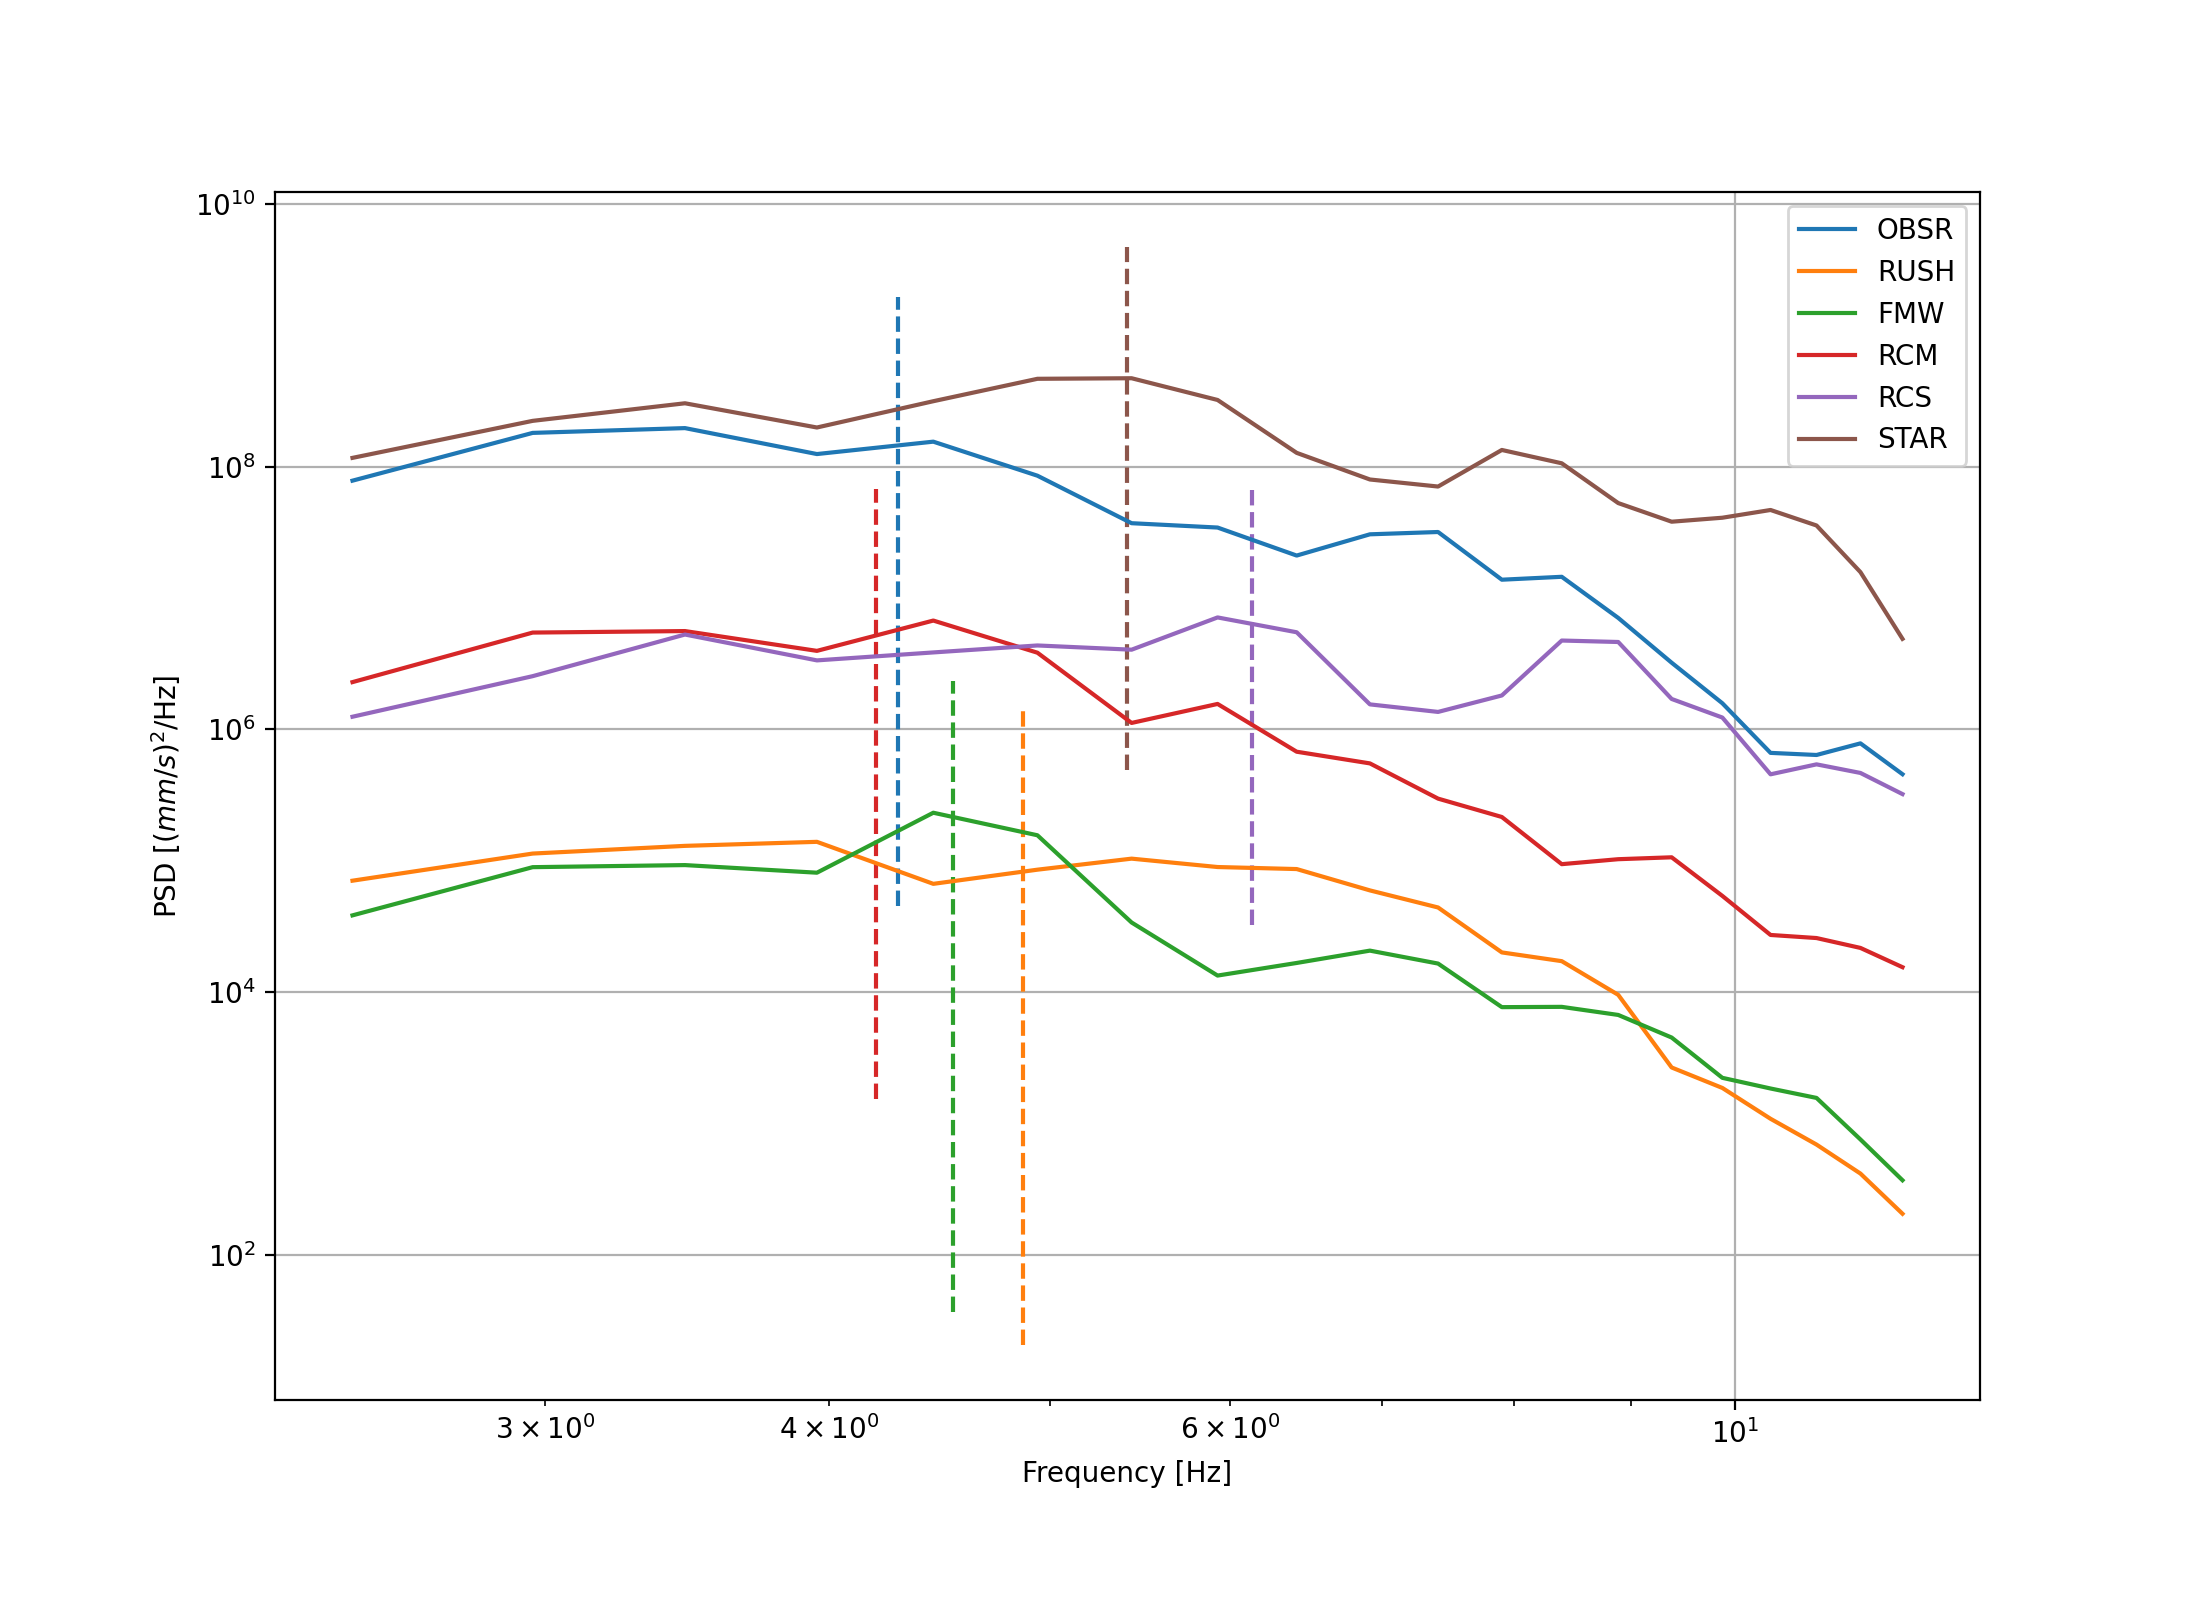 10^10
10^8
10^6
10^4
10^2
PSD [(mm/s)^2/Hz]
OBSR
RUSH
FMW
RCM
RCS
STAR
3 × 10^0
4 × 10^0
6 × 10^0
10^1
Frequency [Hz]